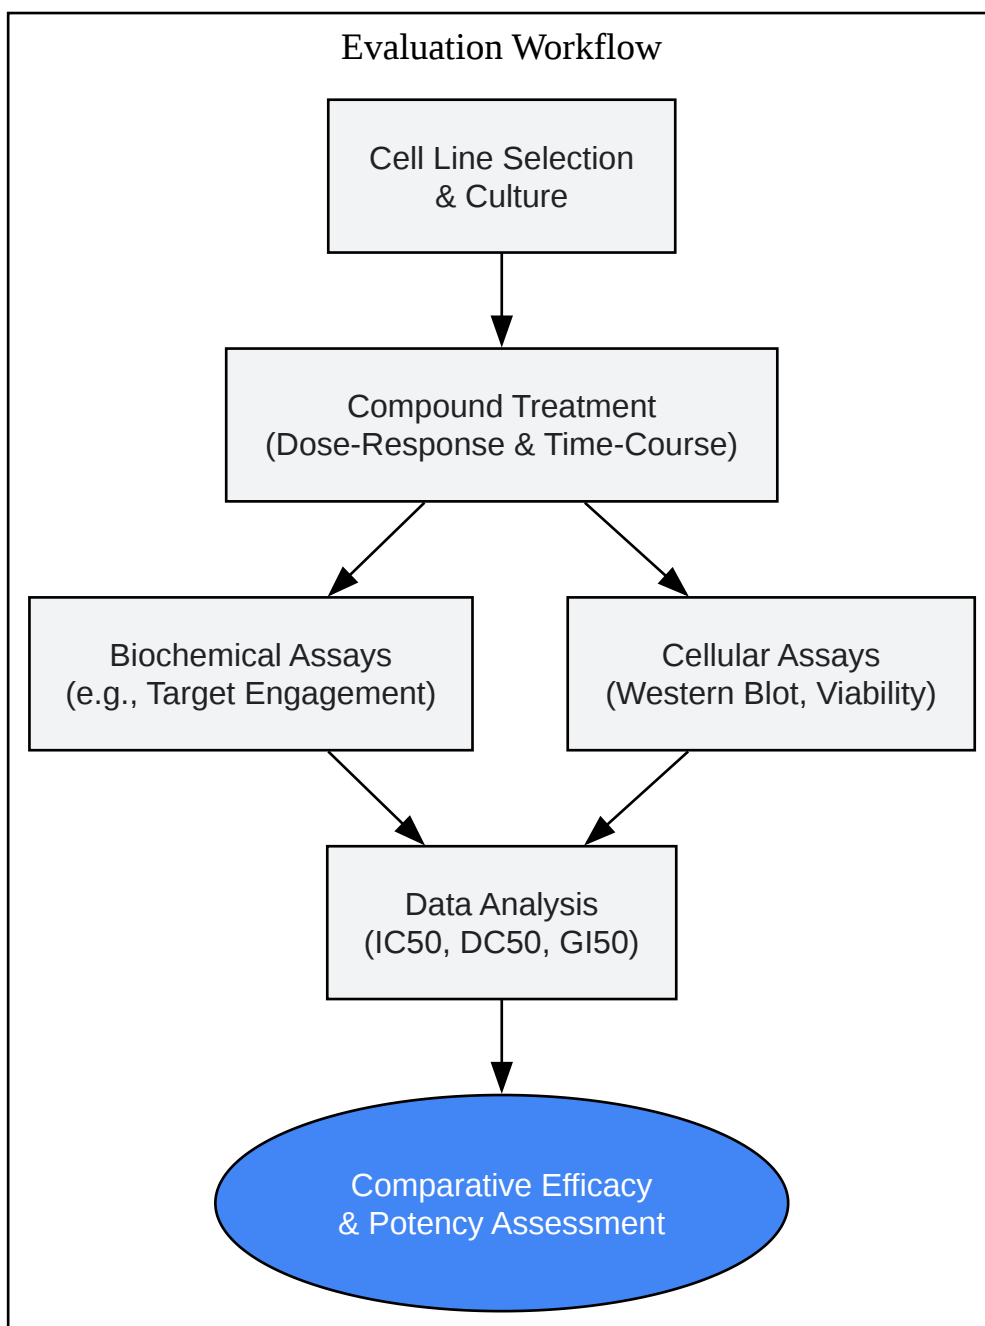 Evaluation Workflow
Cell Line Selection
& Culture
Compound Treatment
(Dose-Response & Time-Course)
Biochemical Assays
(e.g., Target Engagement)
Cellular Assays
(Western Blot, Viability)
Data Analysis
(IC50, DC50, GI50)
Comparative Efficacy
& Potency Assessment